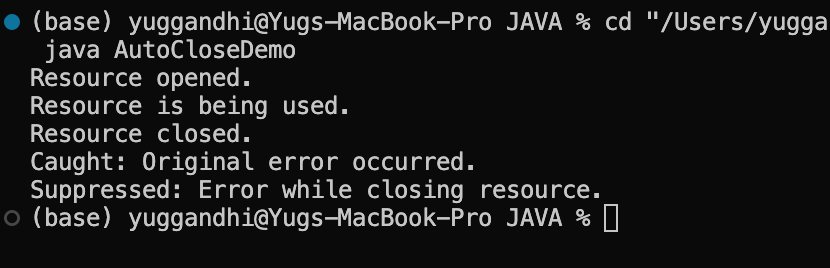 (base) yuggandhi@Yugs-MacBook-Pro JAVA % cd "/Users/yugga
java AutoCloseDemo
Resource opened.
Resource is being used.
Resource closed.
Caught: Original error occurred.
Suppressed: Error while closing resource.
(base) yuggandhi@Yugs-MacBook-Pro JAVA %